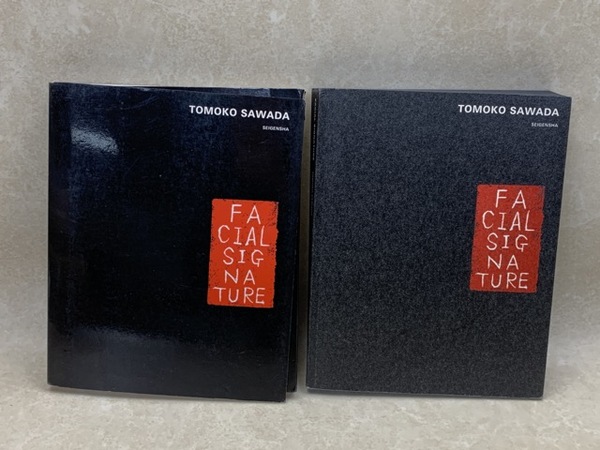 TOMOKO SAWADA
SEIGENSHA
FA
CIAL
SIG
NA
TURE
TOMOKO SAWADA
SEIGENSHA
FA
CIAL
SIG
NA
TURE